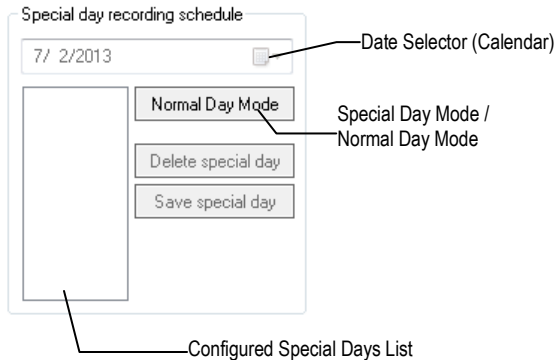 Special day recording schedule
7/ 2/2013
Date Selector (Calendar)
Normal Day Mode
Special Day Mode /
Normal Day Mode
Delete special day
Save special day
Configured Special Days List